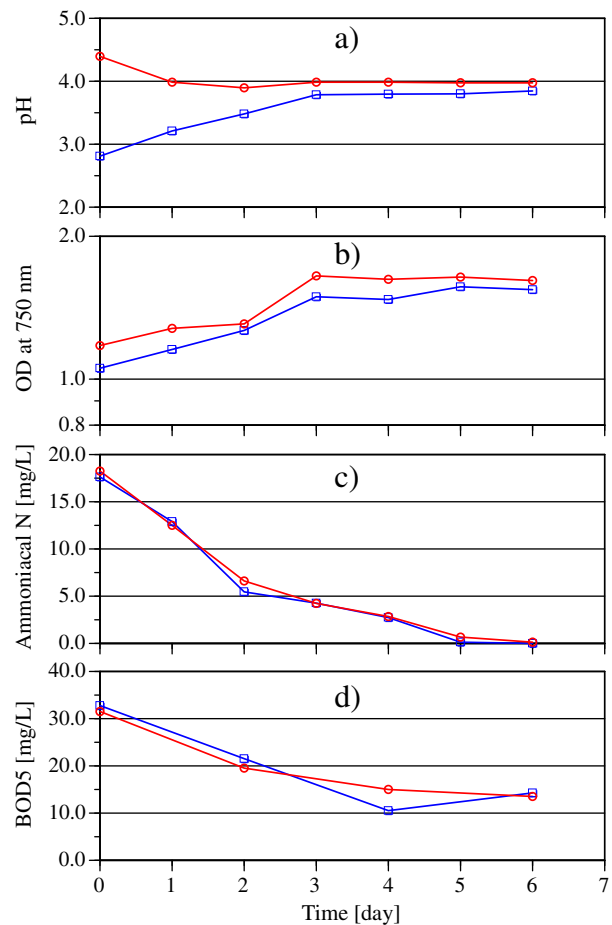 5.0
4.0
3.0
2.0
pH
a)
2.0
1.0
0.8
OD at 750 nm
b)
20.0
15.0
10.0
5.0
0.0
Ammoniacal N [mg/L]
c)
40.0
30.0
20.0
10.0
0.0
BOD5 [mg/L]
d)
0 1 2 3 4 5 6 7
Time [day]